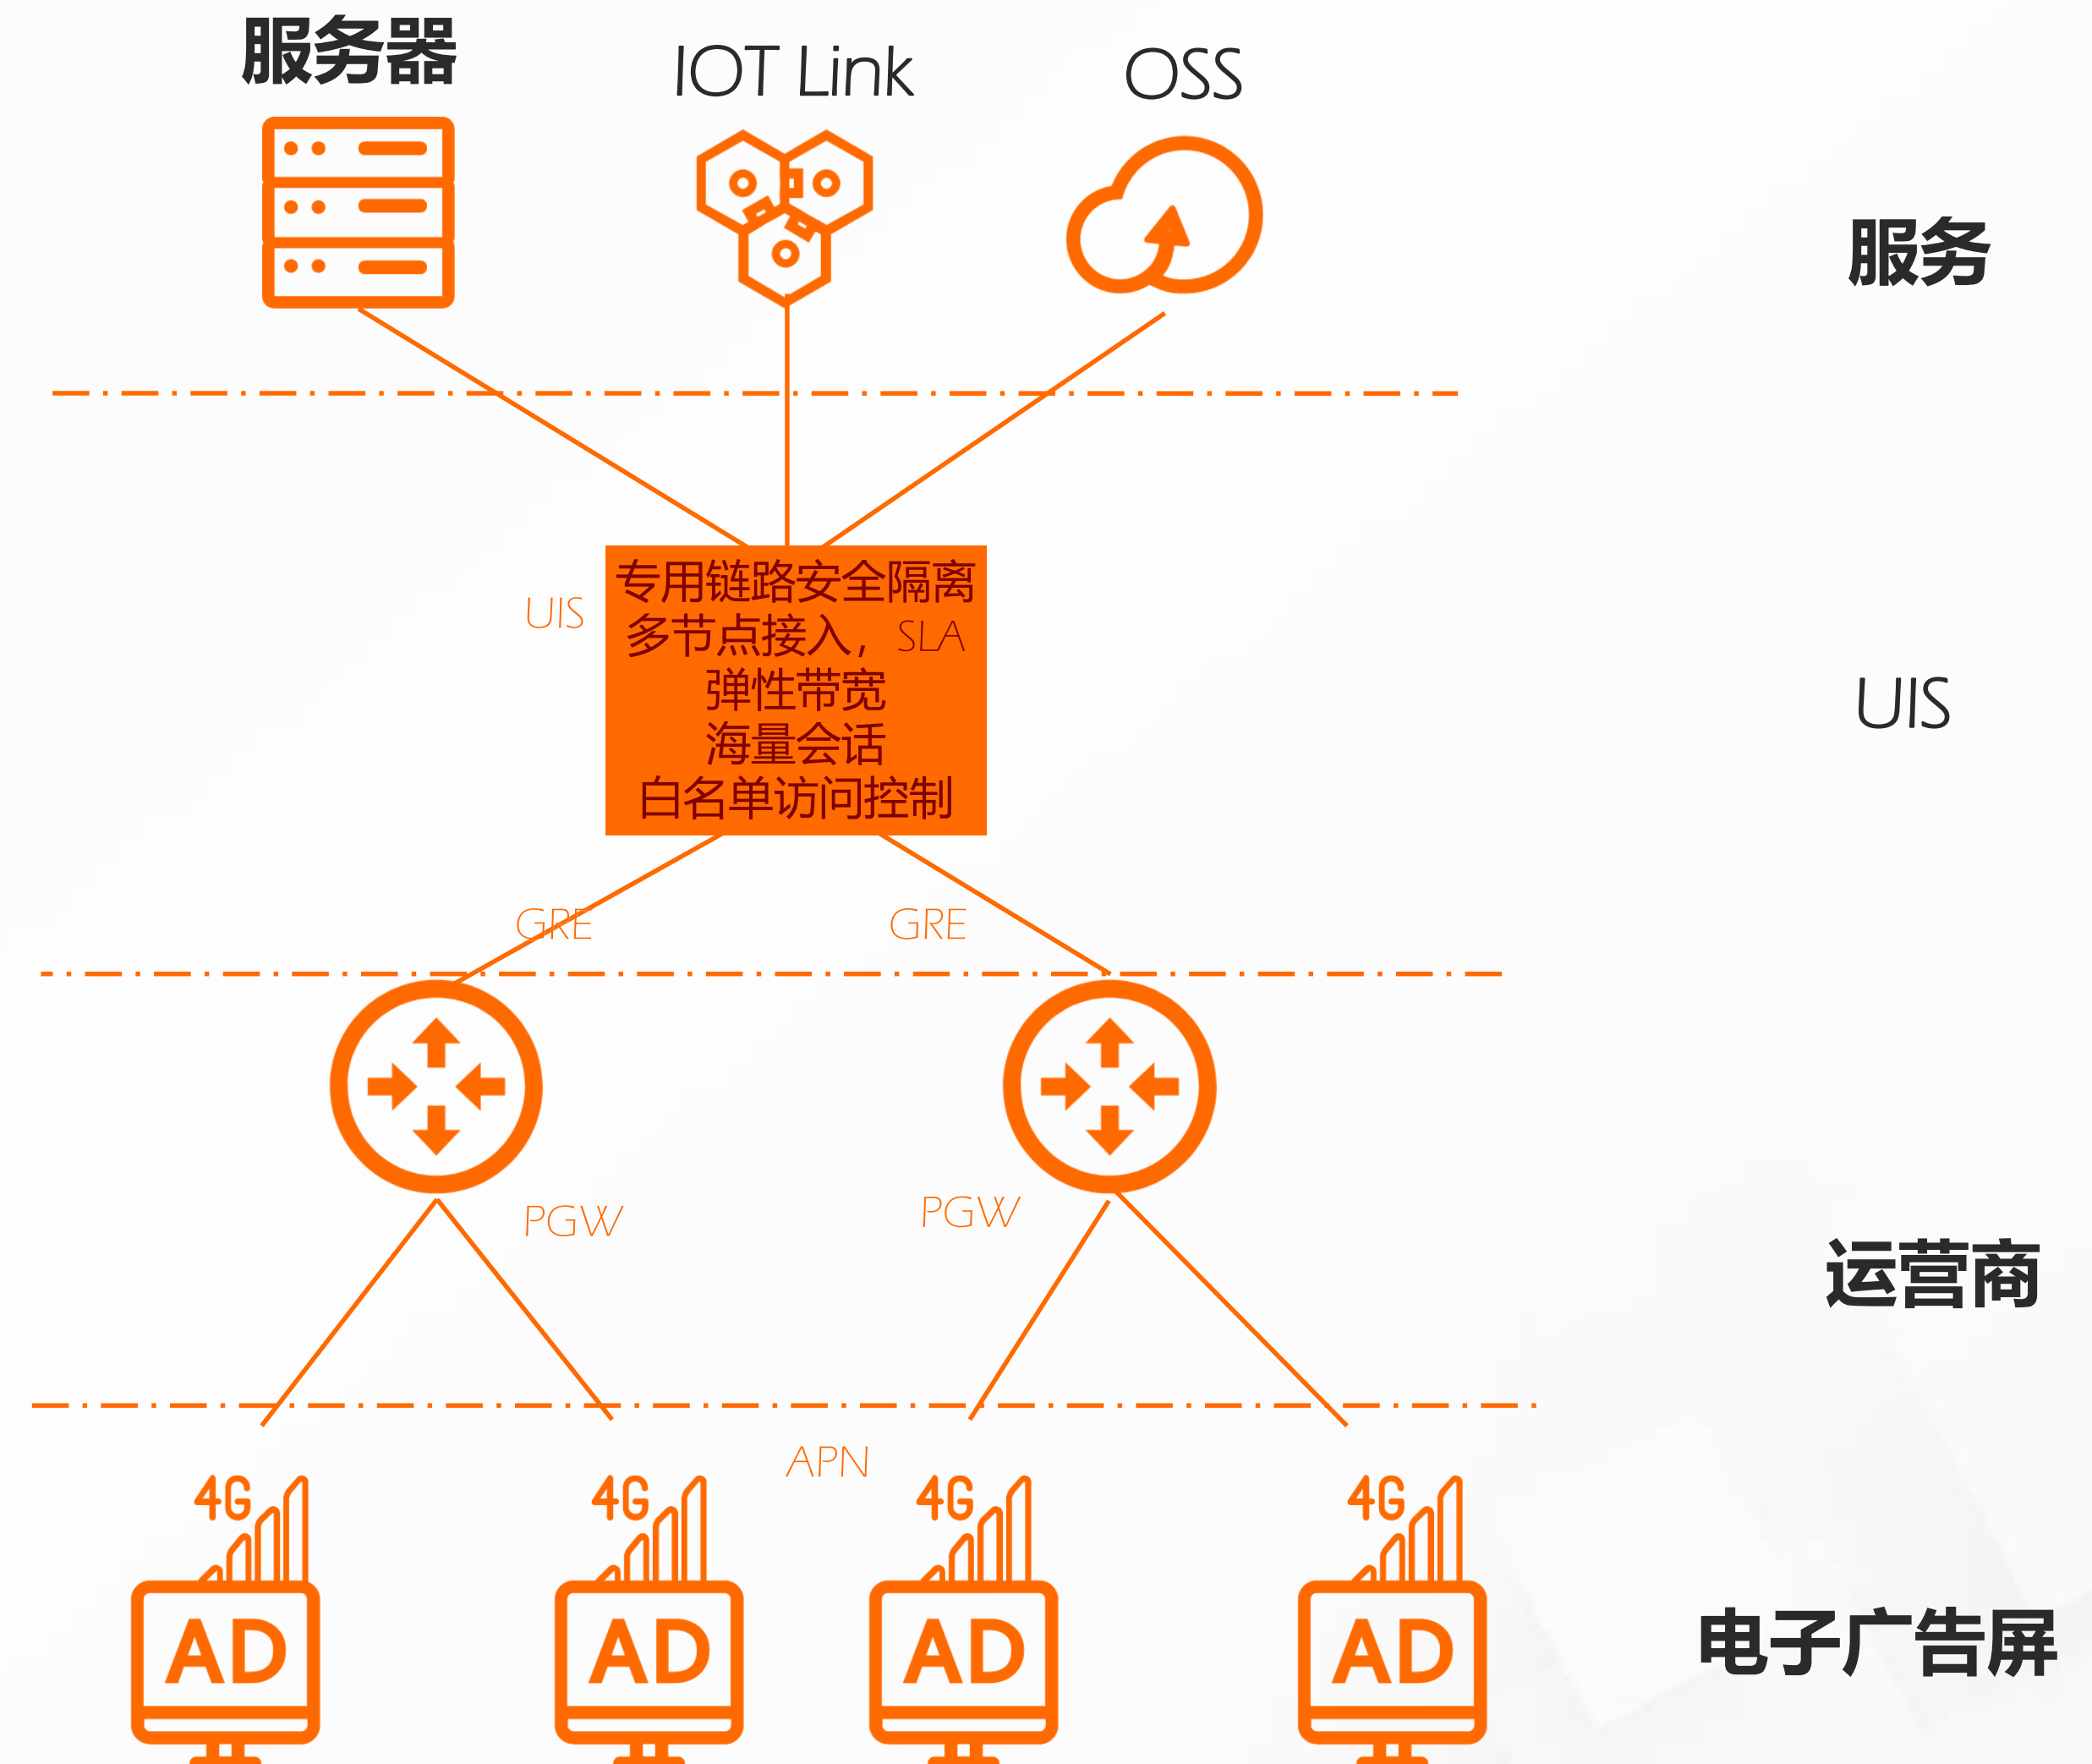 服务器
IOT Link
OSS
服务
UIS
专用链路安全隔离
多节点接入，SLA
弹性带宽
海量会话
白名单访问控制
UIS
GRE
GRE
PGW
PGW
运营商
APN
4G
4G
4G
4G
AD
AD
AD
AD
电子广告屏